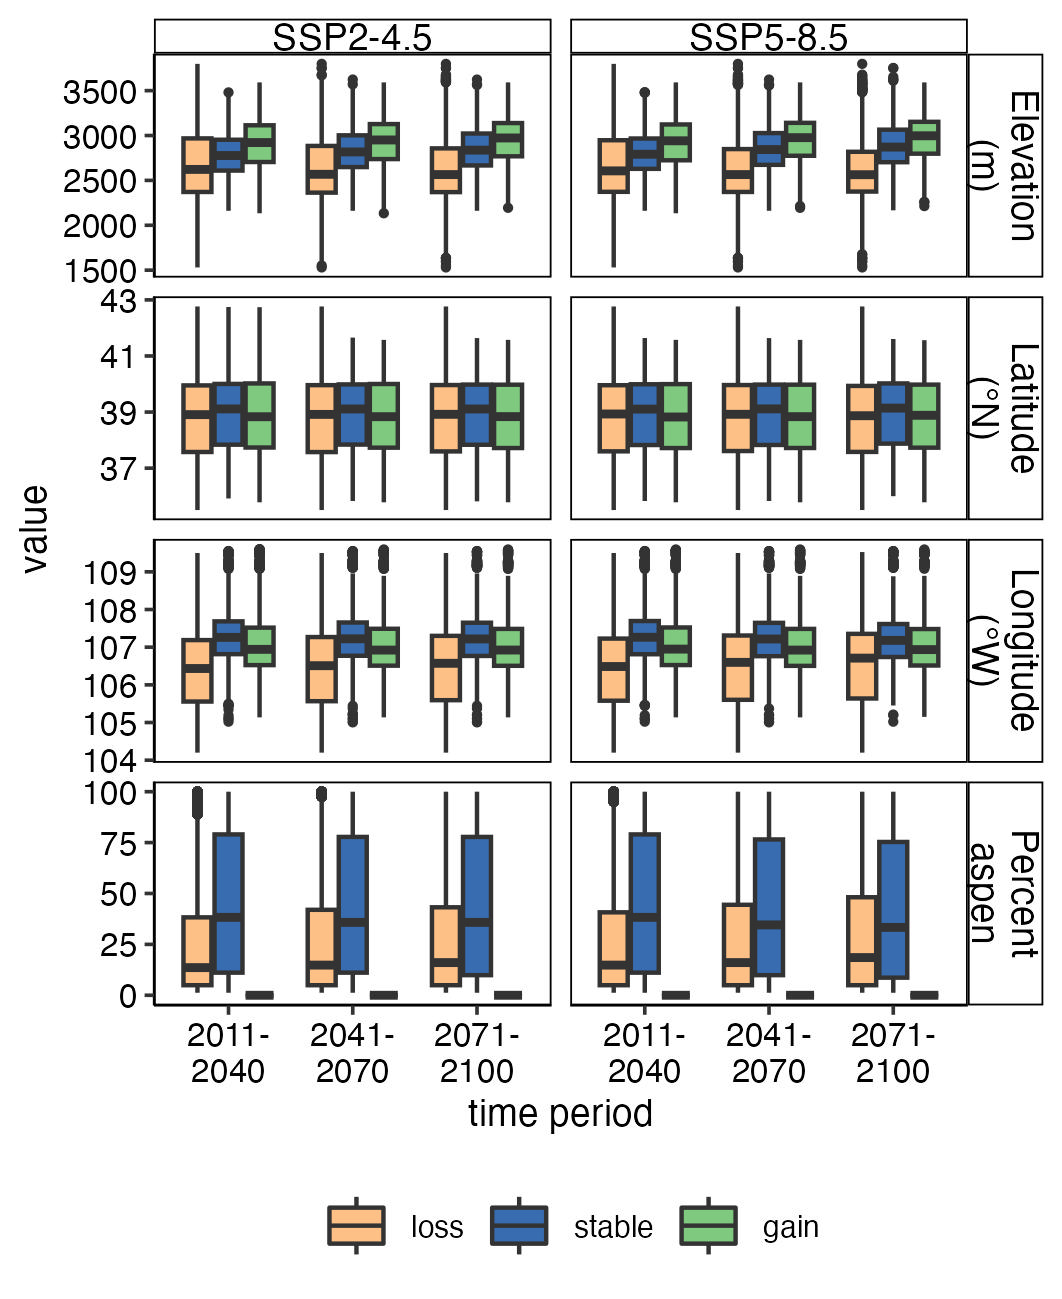 SSP2-4.5
SSP5-8.5
3500
3000
2500
2000
1500
Elevation
(m)
43
41
39
37
Latitude
(°N)
value
109
108
107
106
105
104
Longitude
(°W)
100
75
50
25
0
Percent
aspen
2011-
2040
2041-
2070
2071-
2100
2011-
2040
2041-
2070
2071-
2100
time period
loss
stable
gain